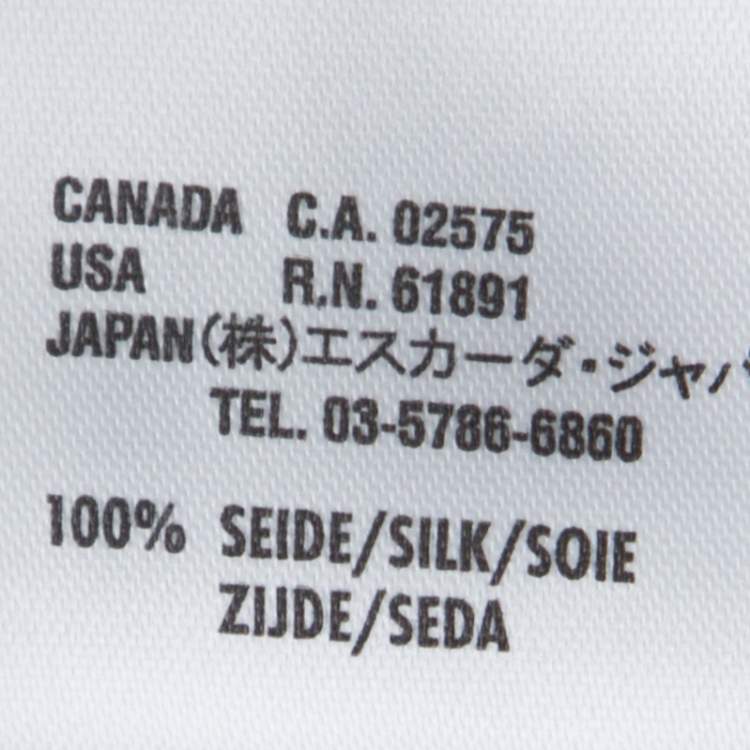 CANADA C.A. 02575
USA R.N. 61891
JAPAN(株)エスカーダ・ジャパ
TEL. 03-5786-6860
100% SEIDE/SILK/SOIE
ZIJDE/SEDA